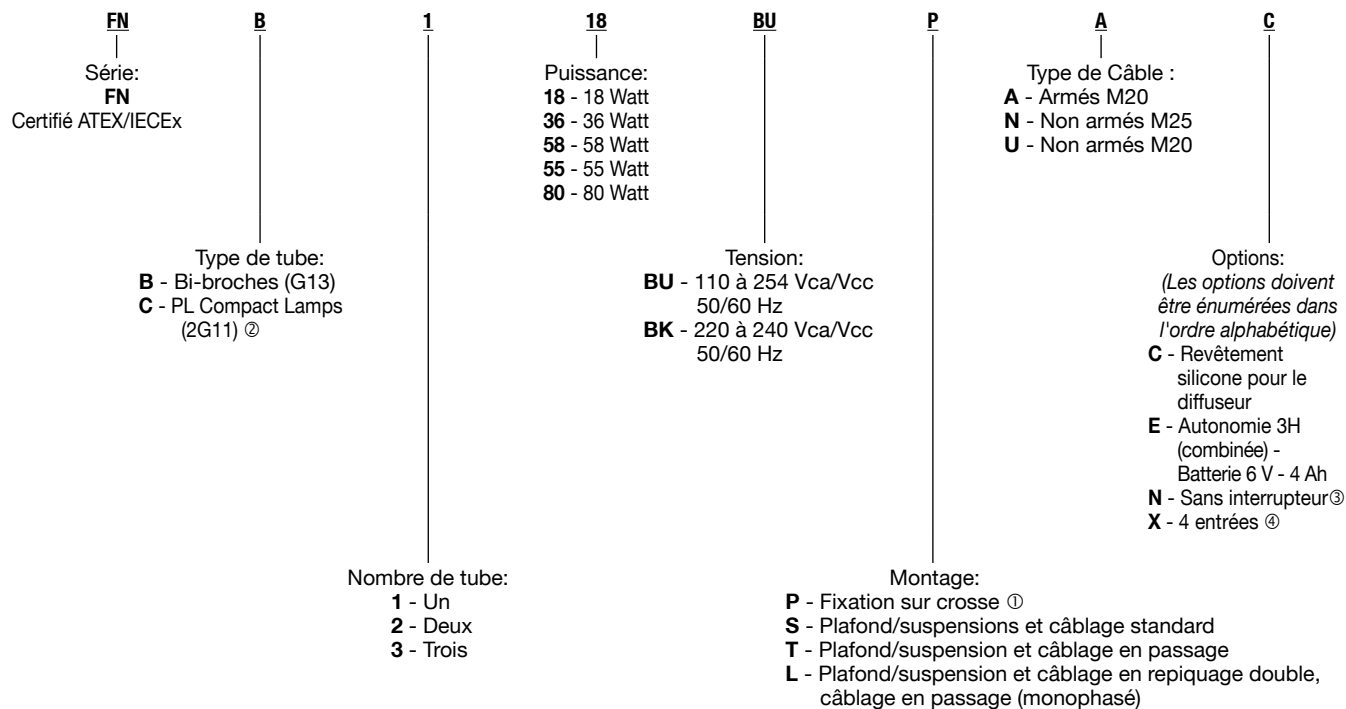 FN B 1 18 BU P A C
Série:
FN
Certifié ATEX/IECEx
Puissance:
18 - 18 Watt
36 - 36 Watt
58 - 58 Watt
55 - 55 Watt
80 - 80 Watt
Type de Câble :
A - Armés M20
N - Non armés M25
U - Non armés M20
Type de tube:
B - Bi-broches (G13)
C - PL Compact Lamps
(2G11) ②
Tension:
BU - 110 à 254 Vca/Vcc
50/60 Hz
BK - 220 à 240 Vca/Vcc
50/60 Hz
Options:
(Les options doivent
être énumérées dans
l'ordre alphabétique)
C - Revêtement
silicone pour le
diffuseur
E - Autonomie 3H
(combinée) -
Batterie 6 V - 4 Ah
N - Sans interrupteur③
X - 4 entrées ④
Nombre de tube:
1 - Un
2 - Deux
3 - Trois
Montage:
P - Fixation sur crosse ①
S - Plafond/suspensions et câblage standard
T - Plafond/suspension et câblage en passage
L - Plafond/suspension et câblage en repiquage double,
câblage en passage (monophasé)